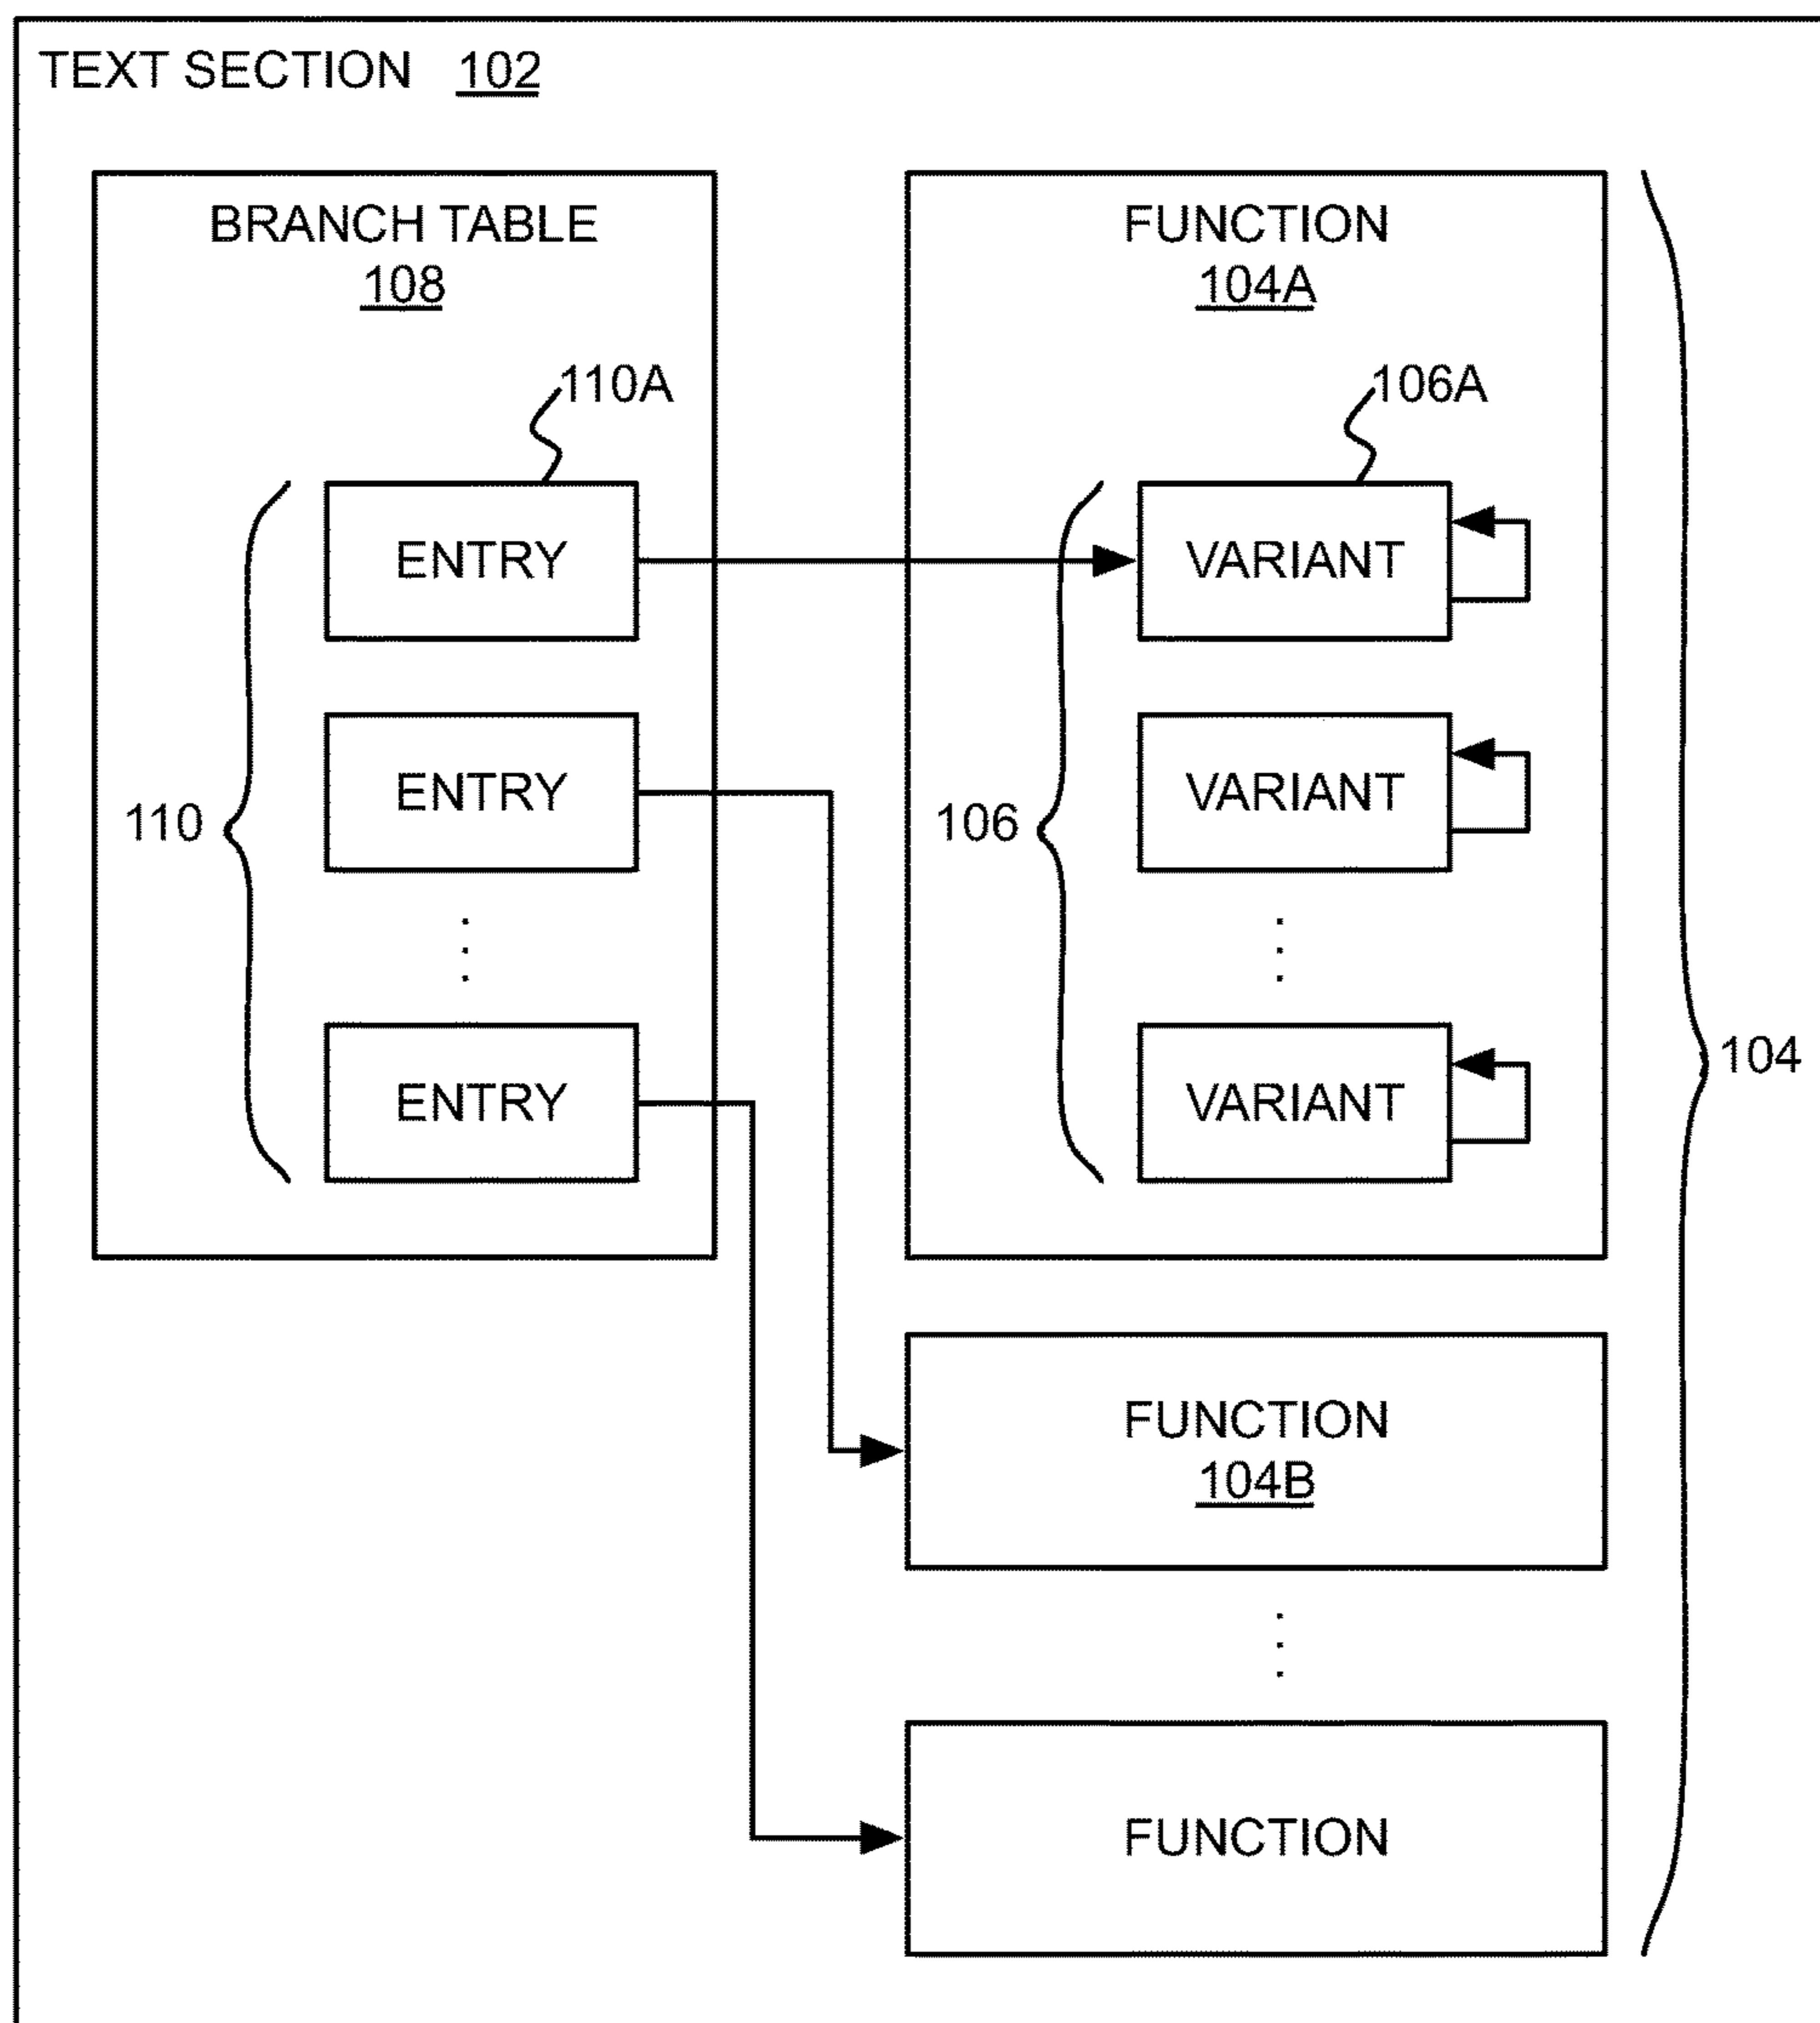 TEXT SECTION 102
BRANCH TABLE
108
110A
ENTRY
ENTRY
110
⋮
ENTRY
FUNCTION
104A
106A
VARIANT
VARIANT
106
⋮
VARIANT
104
FUNCTION
104B
⋮
FUNCTION